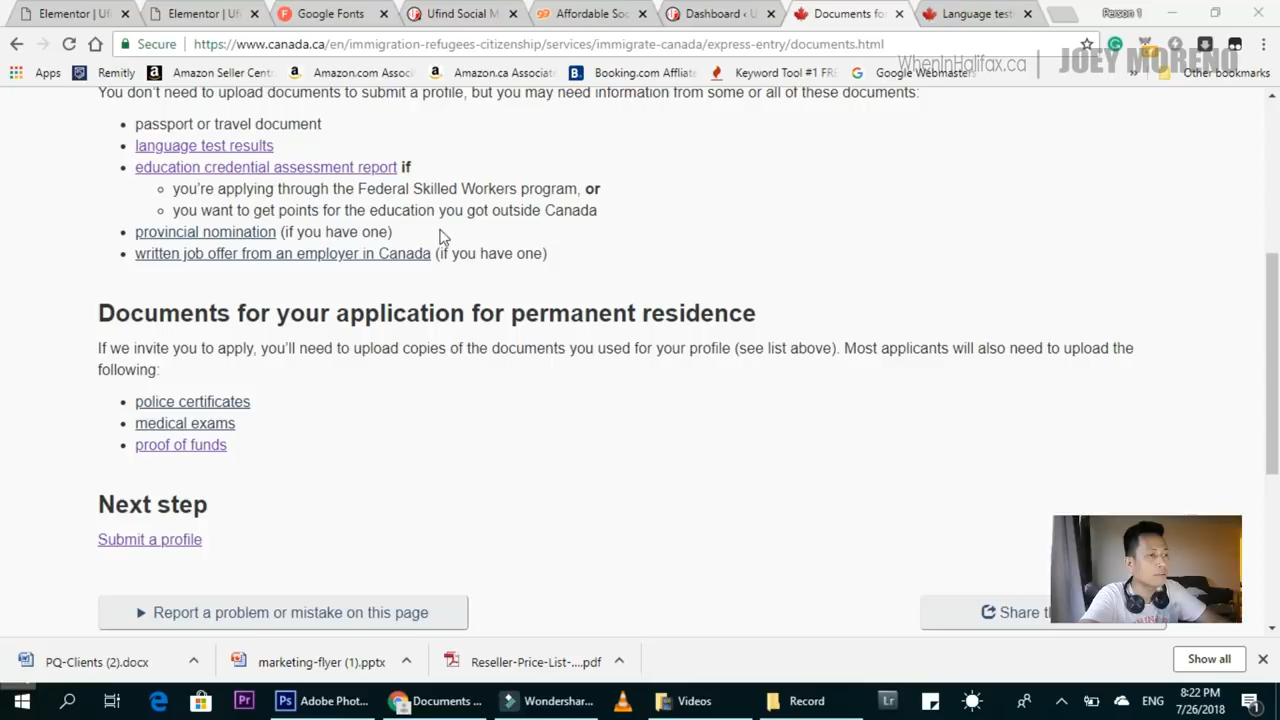 Elementor | Ufi
Elementor | Ufi
Google Fonts
Ufind Social M
Affordable Soc
Dashboard ‹ U
Documents fo
Language test
Person 1
Secure
https://www.canada.ca/en/immigration-refugees-citizenship/services/immigrate-canada/express-entry/documents.html
WhenInHalifax.ca | JOEY MORENO
Apps
Remitly
Amazon Seller Cent
Amazon.com Assoc
Amazon.ca Associate
Booking.com Affliate
Keyword Tool #1 FRE
Google Webmasters
»
Other bookmarks
You don't need to upload documents to submit a profile, but you may need information from some or all of these documents:
• passport or travel document
• language test results
• education credential assessment report if
◦ you're applying through the Federal Skilled Workers program, or
◦ you want to get points for the education you got outside Canada
• provincial nomination (if you have one)
• written job offer from an employer in Canada (if you have one)
Documents for your application for permanent residence
If we invite you to apply, you'll need to upload copies of the documents you used for your profile (see list above). Most applicants will also need to upload the
following:
• police certificates
• medical exams
• proof of funds
Next step
Submit a profile
Report a problem or mistake on this page
Share
PQ-Clients (2).docx
marketing-flyer (1).pptx
Reseller-Price-List-....pdf
Show all
Adobe Phot...
Documents ...
Wondershar...
Videos
Record
ENG
8:22 PM
7/26/2018